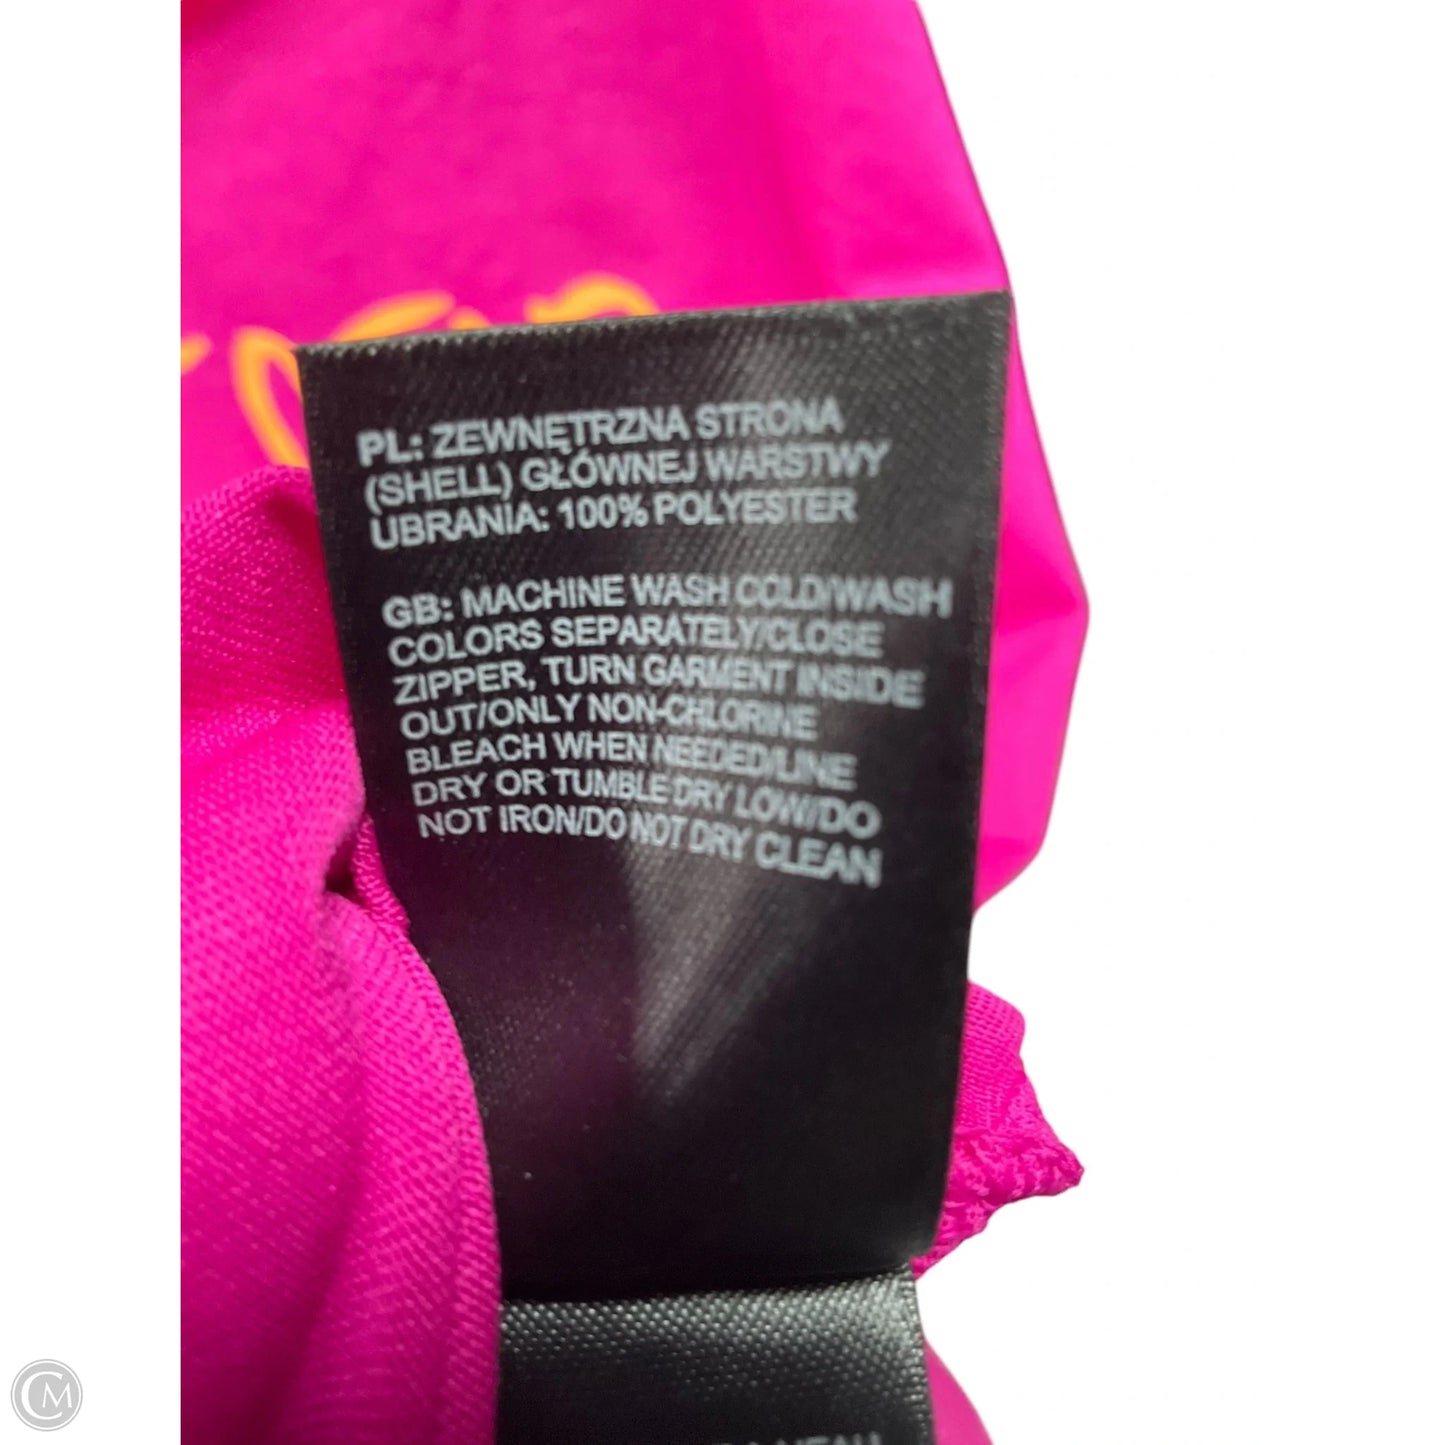 PL: ZEWNĘTRZNA STRONA
(SHELL) GŁÓWNEJ WARSTWY
UBRANIA: 100% POLYESTER
GB: MACHINE WASH COLD/WASH
COLORS SEPARATELY/CLOSE
ZIPPER, TURN GARMENT INSIDE
OUT/ONLY NON-CHLORINE
BLEACH WHEN NEEDED/LINE
DRY OR TUMBLE DRY LOW/DO
NOT IRON/DO NOT DRY CLEAN
CM